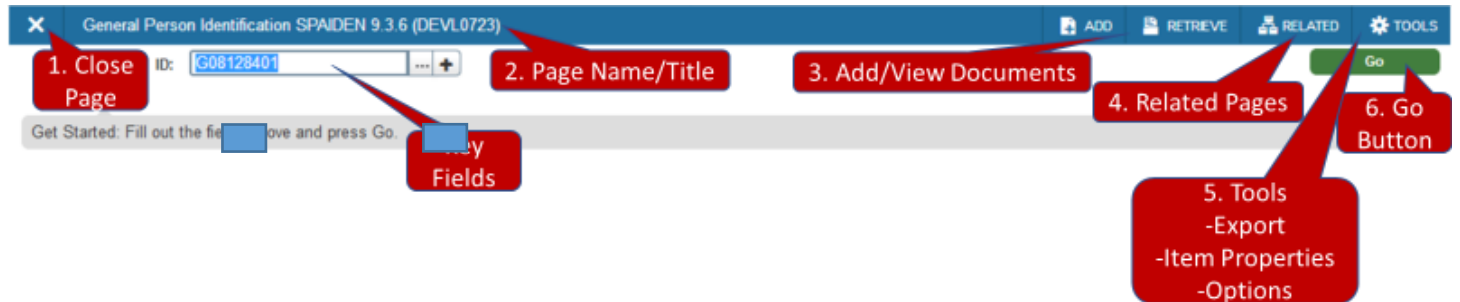 General Person Identification SPAIDEN 9.3.6 (DEVL0723)
ADD
RETRIEVE
RELATED
TOOLS
ID: G08128401
Go
1. Close
Page
2. Page Name/Title
3. Add/View Documents
4. Related Pages
6. Go
Button
Get Started: Fill out the and press Go.
Fields
5. Tools
-Export
-Item Properties
-Options